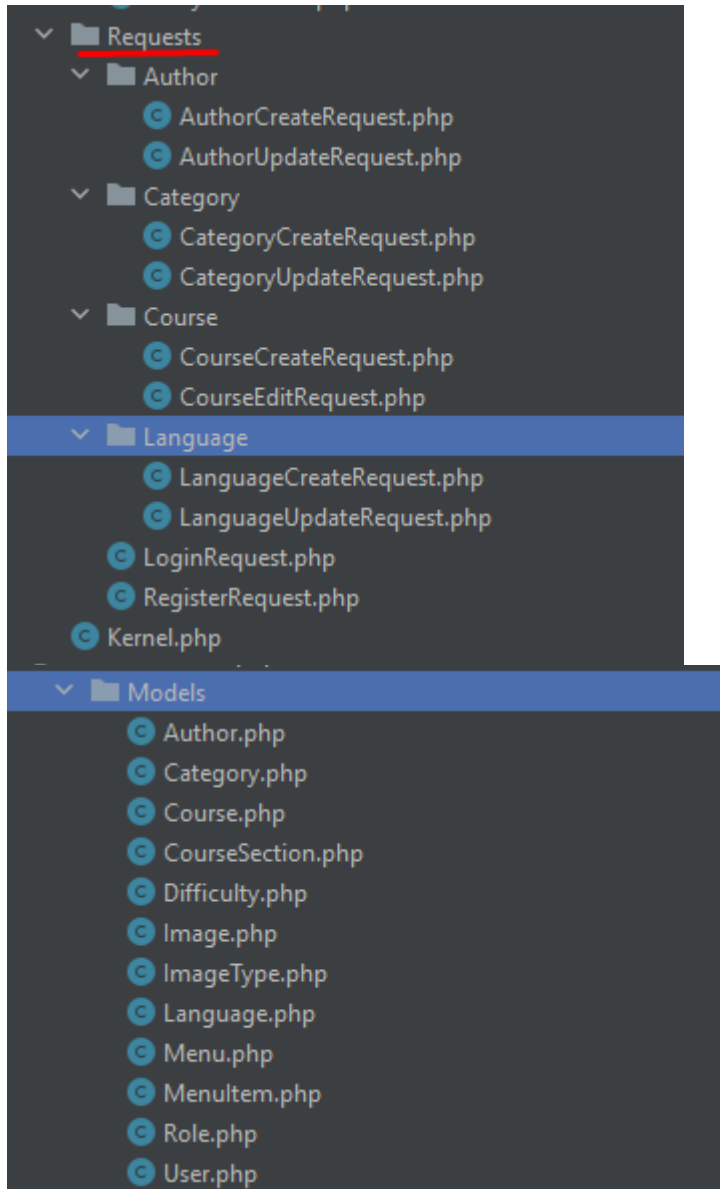 Requests
Author
AuthorCreateRequest.php
AuthorUpdateRequest.php
Category
CategoryCreateRequest.php
CategoryUpdateRequest.php
Course
CourseCreateRequest.php
CourseEditRequest.php
Language
LanguageCreateRequest.php
LanguageUpdateRequest.php
LoginRequest.php
RegisterRequest.php
Kernel.php
Models
Author.php
Category.php
Course.php
CourseSection.php
Difficulty.php
Image.php
ImageType.php
Language.php
Menu.php
MenuItem.php
Role.php
User.php